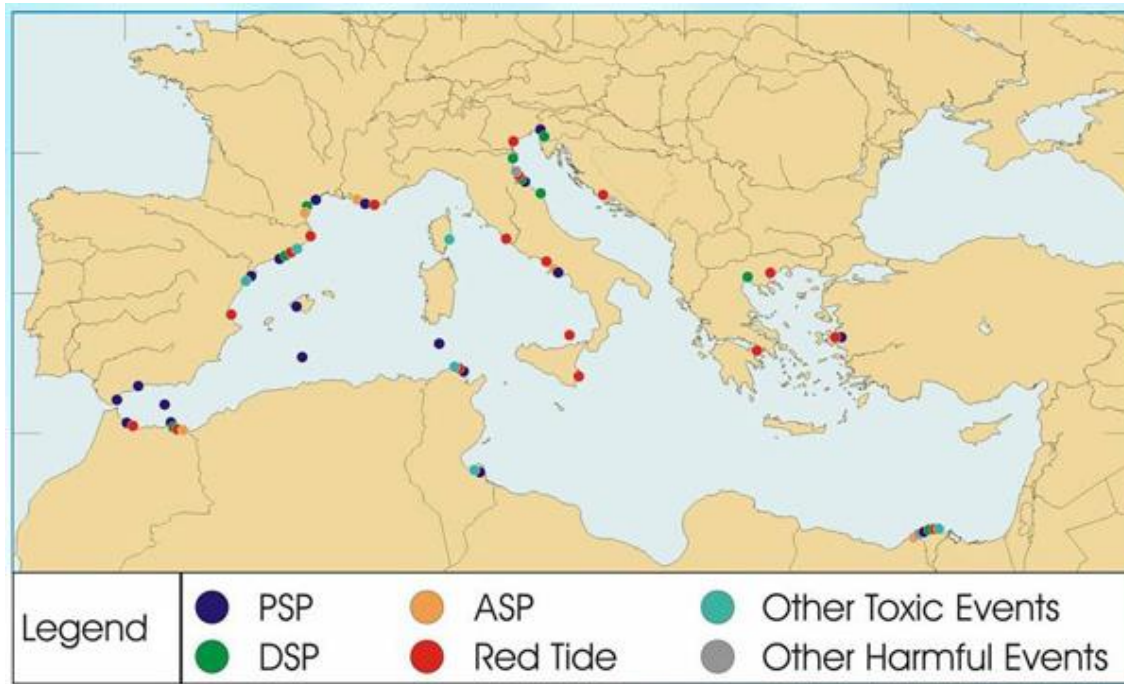 Legend
PSP
ASP
Other Toxic Events
DSP
Red Tide
Other Harmful Events